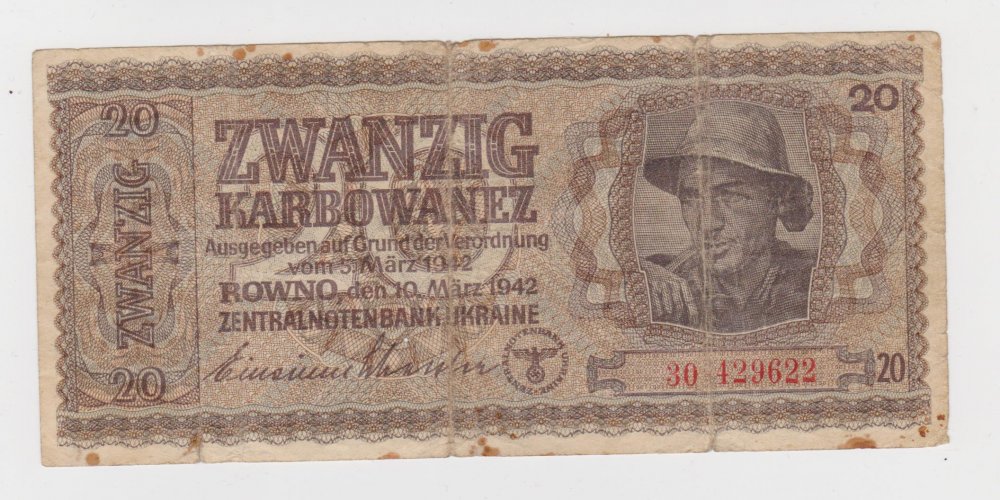 20
ZWANZIG
20
ZWANZIG
KARBOWANEZ
Ausgegeben auf Grund der Verordnung
vom 5. März 1942
ROWNO, den 10. März 1942
ZENTRALNOTENBANK UKRAINE
20
30 429622
20